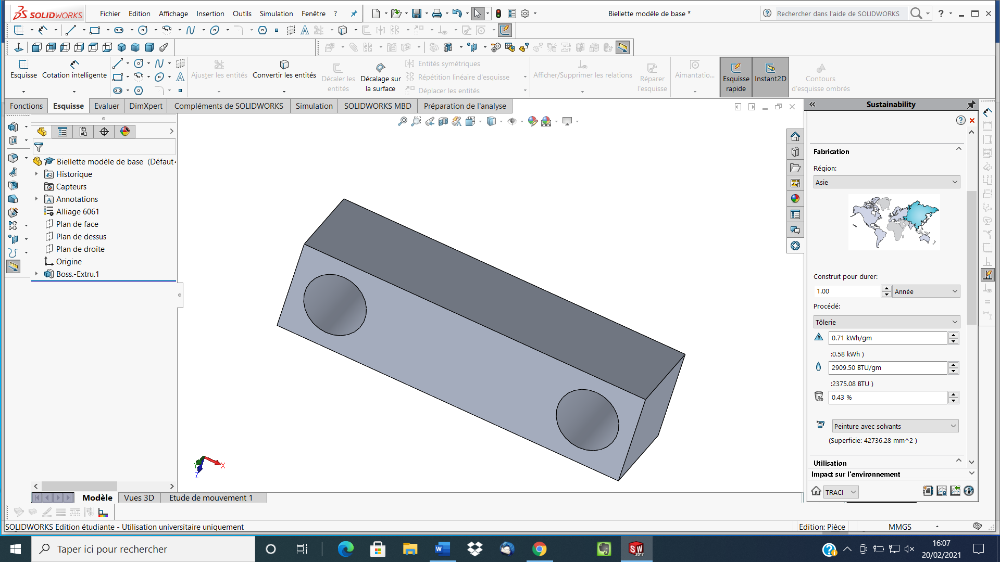 SOLIDWORKS
Fichier Edition Affichage Insertion Outils Simulation Fenêtre ?
Biellette modèle de base *
Rechercher dans l'aide de SOLIDWORKS
Esquisse
Cotation intelligente
Ajuster les entités
Convertir les entités
Décaler les entités
Décalage sur la surface
Entités symétriques
Répétition linéaire d'esquisse
Déplacer les entités
Afficher/Supprimer les relations
Réparer l'esquisse
Aimantatio...
Esquisse rapide
Instant2D
Contours d'esquisse ombrés
Fonctions Esquisse Evaluer DimXpert Compléments de SOLIDWORKS Simulation SOLIDWORKS MBD Préparation de l'analyse
Biellette modèle de base (Défaut<
Historique
Capteurs
Annotations
Alliage 6061
Plan de face
Plan de dessus
Plan de droite
Origine
Boss.-Extru.1
X
Y
Z
Sustainability
Fabrication
Région:
Asie
Construit pour durer:
1.00 Année
Procédé:
Tôlerie
0.71 kWh/gm
:0.58 kWh )
2909.50 BTU/gm
:2375.08 BTU )
0.43 %
Peinture avec solvants
(Superficie: 42736.28 mm^2 )
Utilisation
Impact sur l'environnement
TRACI
Modèle Vues 3D Etude de mouvement 1
SOLIDWORKS Edition étudiante - Utilisation universitaire uniquement
Edition: Pièce MMGS
Taper ici pour rechercher
SW 2017
16:07
20/02/2021